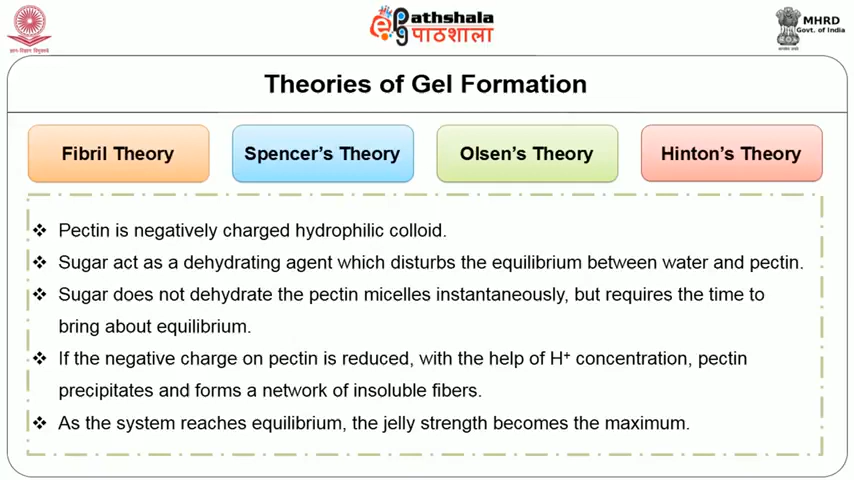 ePathshala
पाठशाला
MHRD
Govt. of India
Theories of Gel Formation
Fibril Theory
Spencer's Theory
Olsen's Theory
Hinton's Theory
❖ Pectin is negatively charged hydrophilic colloid.
❖ Sugar act as a dehydrating agent which disturbs the equilibrium between water and pectin.
❖ Sugar does not dehydrate the pectin micelles instantaneously, but requires the time to
bring about equilibrium.
❖ If the negative charge on pectin is reduced, with the help of H⁺ concentration, pectin
precipitates and forms a network of insoluble fibers.
❖ As the system reaches equilibrium, the jelly strength becomes the maximum.